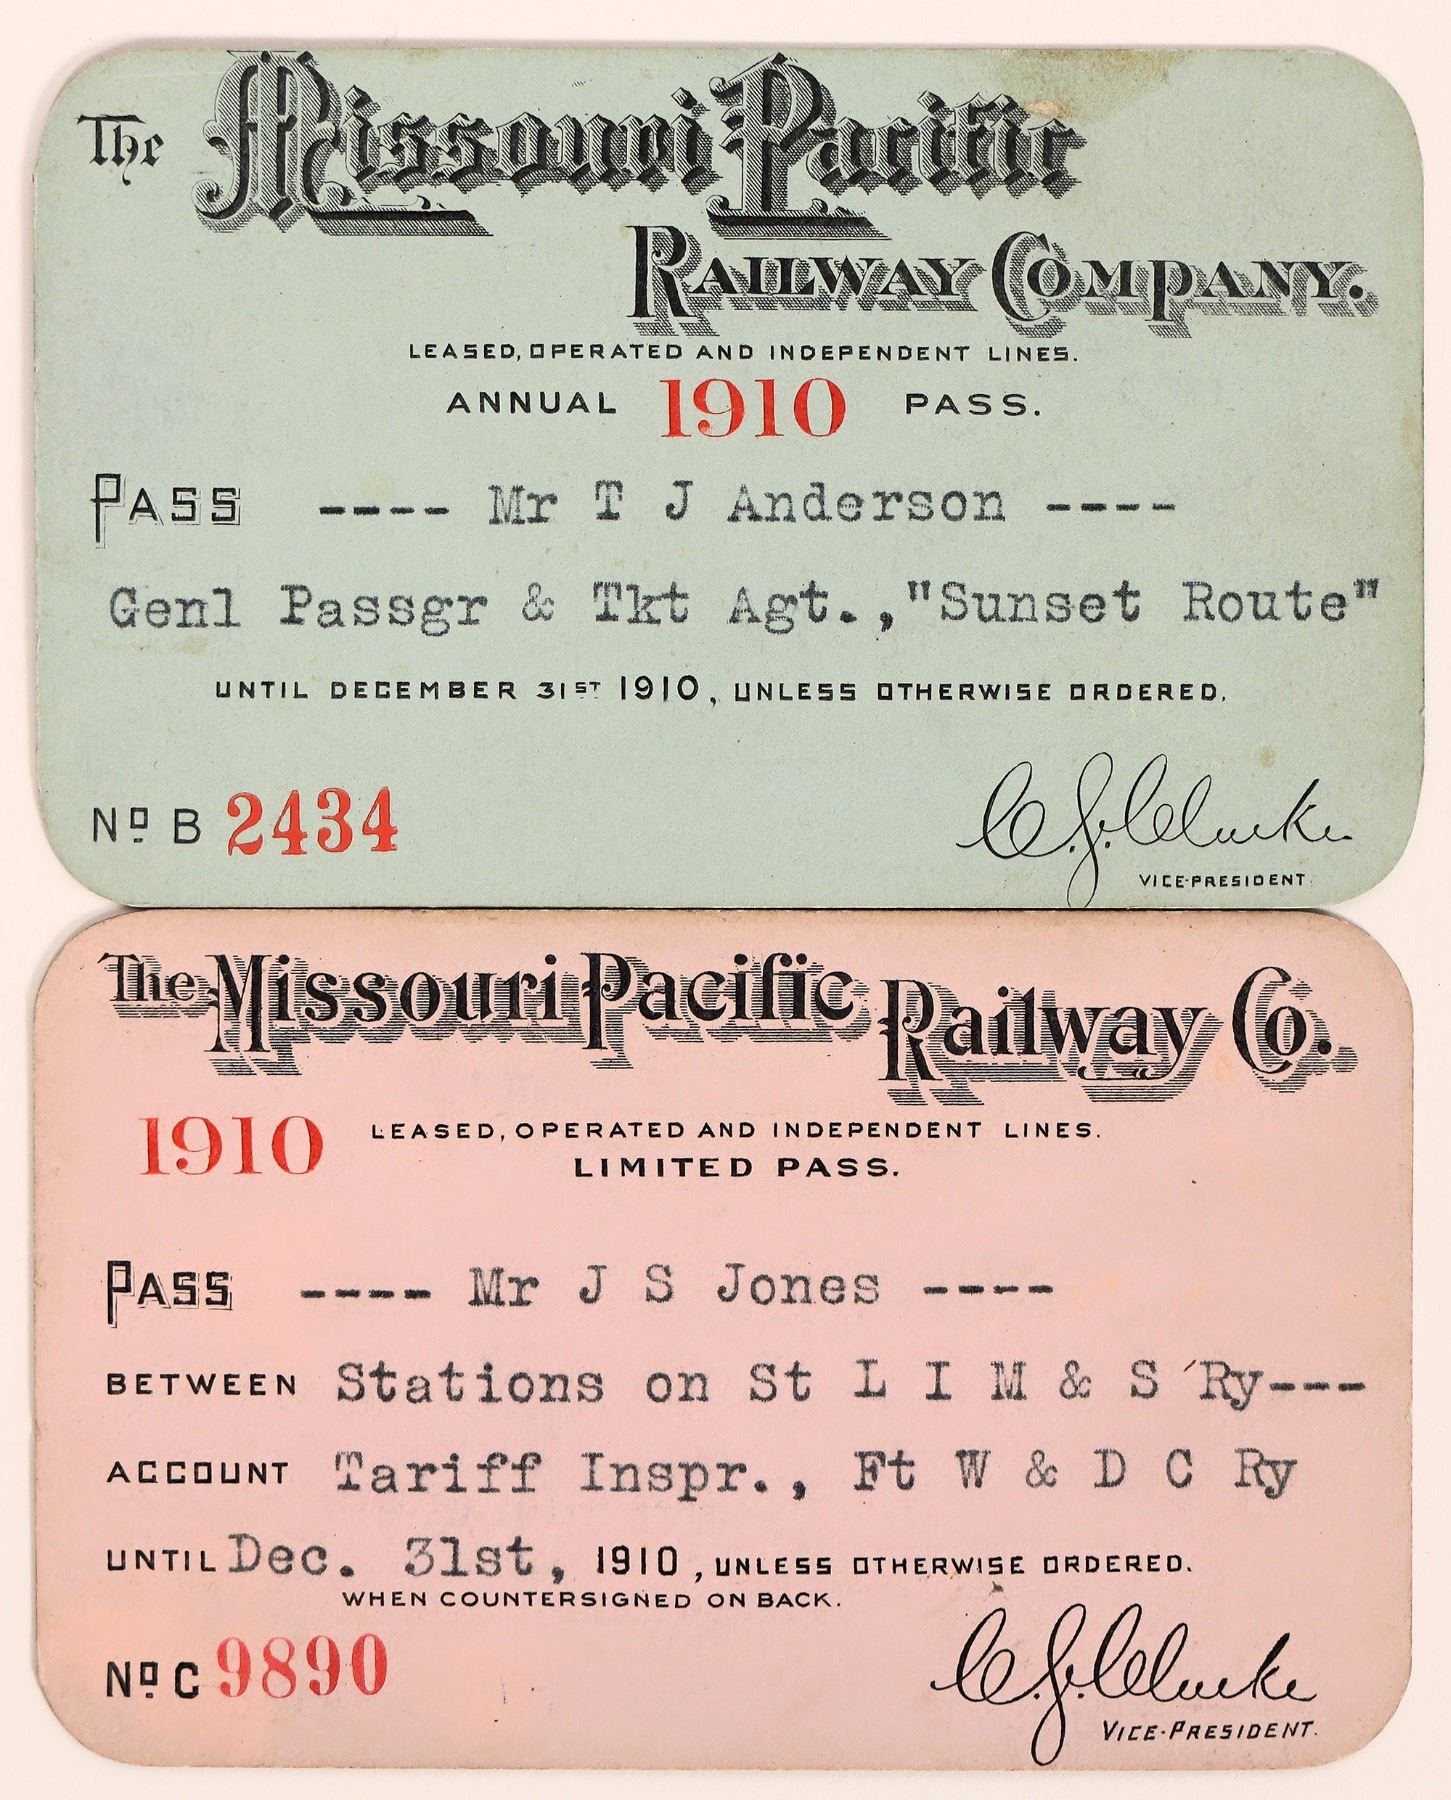 The Missouri Pacific
Railway Company.
LEASED, OPERATED AND INDEPENDENT LINES.
ANNUAL 1910 PASS.
PASS ---- Mr T J Anderson ----
Genl Passgr & Tkt Agt., "Sunset Route"
UNTIL DECEMBER 31ST 1910, UNLESS OTHERWISE ORDERED.
No B 2434
C. J. Clarke
VICE-PRESIDENT.
The Missouri Pacific Railway Co.
1910 LEASED, OPERATED AND INDEPENDENT LINES.
LIMITED PASS.
PASS ---- Mr J S Jones ----
BETWEEN Stations on St L I M & S Ry---
ACCOUNT Tariff Inspr., Ft W & D C Ry
UNTIL Dec. 31st, 1910, UNLESS OTHERWISE ORDERED.
WHEN COUNTERSIGNED ON BACK.
No C 9890
C. J. Clarke
VICE-PRESIDENT.